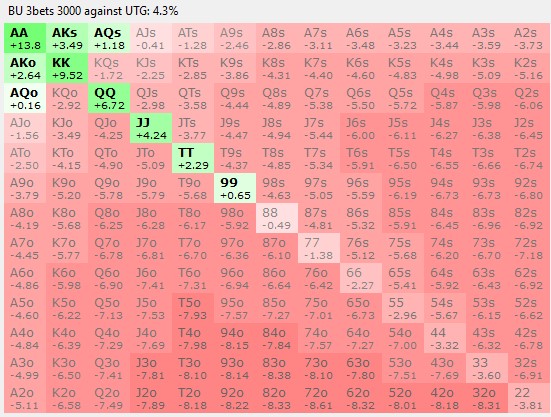 BU 3bets 3000 against UTG: 4.3%
AA AKs AQs AJs ATs A9s A8s A7s A6s A5s A4s A3s A2s
+13.8 +3.49 +1.18 -0.41 -1.28 -2.46 -2.86 -3.11 -3.48 -3.23 -3.44 -3.59 -3.73
AKo KK KQs KJs KTs K9s K8s K7s K6s K5s K4s K3s K2s
+2.64 +9.52 -1.72 -2.25 -2.85 -3.86 -4.31 -4.40 -4.60 -4.83 -4.98 -5.09 -5.16
AQo KQo QQ QJs QTs Q9s Q8s Q7s Q6s Q5s Q4s Q3s Q2s
+0.16 -2.92 +6.72 -2.98 -3.58 -4.44 -4.89 -5.38 -5.50 -5.72 -5.87 -5.98 -6.06
AJo KJo QJo JJ JTs J9s J8s J7s J6s J5s J4s J3s J2s
-1.56 -3.49 -4.25 +4.24 -3.77 -4.47 -4.94 -5.44 -6.00 -6.11 -6.27 -6.38 -6.45
ATo KTo QTo JTo TT T9s T8s T7s T6s T5s T4s T3s T2s
-2.50 -4.15 -4.90 -5.09 +2.29 -4.37 -4.85 -5.34 -5.91 -6.50 -6.55 -6.66 -6.74
A9o K9o Q9o J9o T9o 99 98s 97s 96s 95s 94s 93s 92s
-3.79 -5.20 -5.78 -5.79 -5.68 +0.65 -4.63 -5.05 -5.59 -6.19 -6.73 -6.73 -6.80
A8o K8o Q8o J8o T8o 98o 88 87s 86s 85s 84s 83s 82s
-4.19 -5.68 -6.25 -6.28 -6.17 -5.92 -0.49 -4.81 -5.32 -5.91 -6.45 -6.96 -6.92
A7o K7o Q7o J7o T7o 97o 87o 77 76s 75s 74s 73s 72s
-4.45 -5.77 -6.78 -6.81 -6.70 -6.36 -6.10 -1.38 -5.12 -5.68 -6.20 -6.70 -7.18
A6o K6o Q6o J6o T6o 96o 86o 76o 66 65s 64s 63s 62s
-4.86 -5.98 -6.90 -7.41 -7.31 -6.94 -6.64 -6.42 -2.27 -5.41 -5.92 -6.43 -6.92
A5o K5o Q5o J5o T5o 95o 85o 75o 65o 55 54s 53s 52s
-4.60 -6.22 -7.13 -7.53 -7.93 -7.57 -7.27 -7.01 -6.73 -2.96 -5.67 -6.15 -6.62
A4o K4o Q4o J4o T4o 94o 84o 74o 64o 54o 44 43s 42s
-4.84 -6.39 -7.29 -7.69 -7.98 -8.15 -7.84 -7.57 -7.27 -7.00 -3.32 -6.32 -6.78
A3o K3o Q3o J3o T3o 93o 83o 73o 63o 53o 43o 33 32s
-4.99 -6.50 -7.41 -7.81 -8.10 -8.14 -8.38 -8.10 -7.80 -7.51 -7.69 -3.60 -6.91
A2o K2o Q2o J2o T2o 92o 82o 72o 62o 52o 42o 32o 22
-5.11 -6.58 -7.49 -7.89 -8.18 -8.22 -8.33 -8.61 -8.32 -8.01 -8.18 -8.31 -3.81